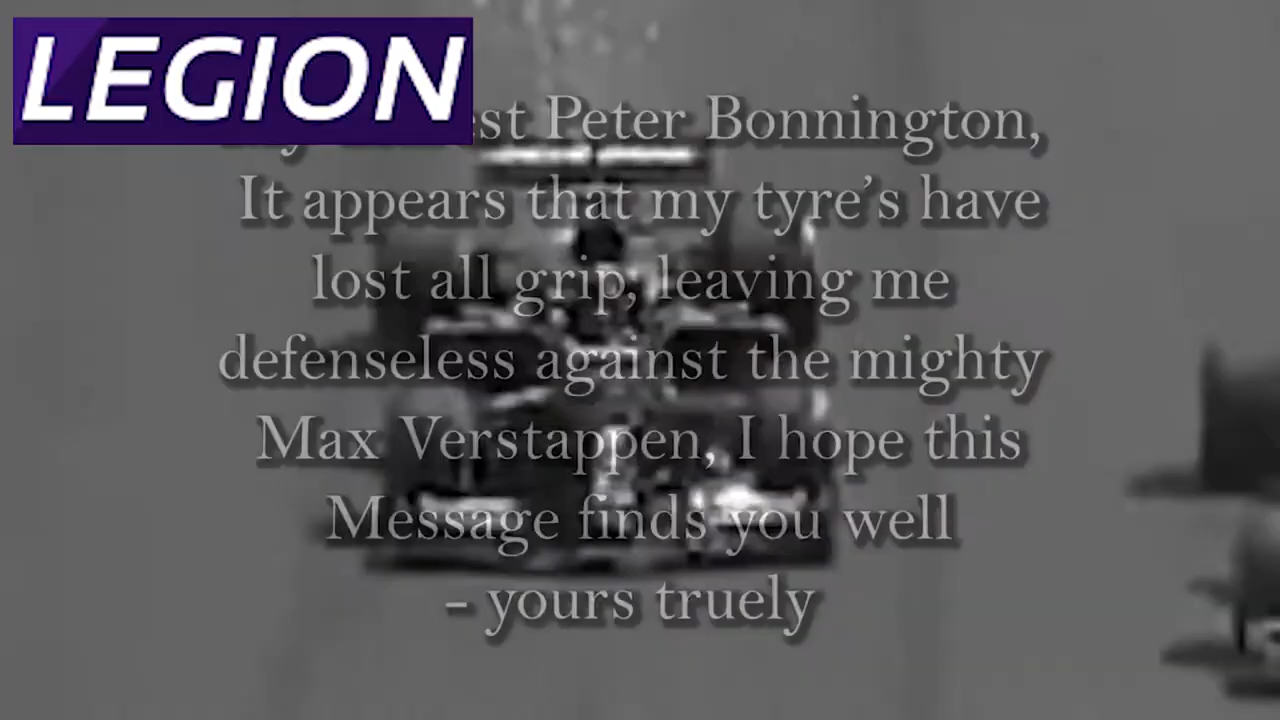 LEGION
Peter Bonnington,
It appears that my tyre’s have
lost all grip, leaving me
defenseless against the mighty
Max Verstappen, I hope this
Message finds you well
- yours truely